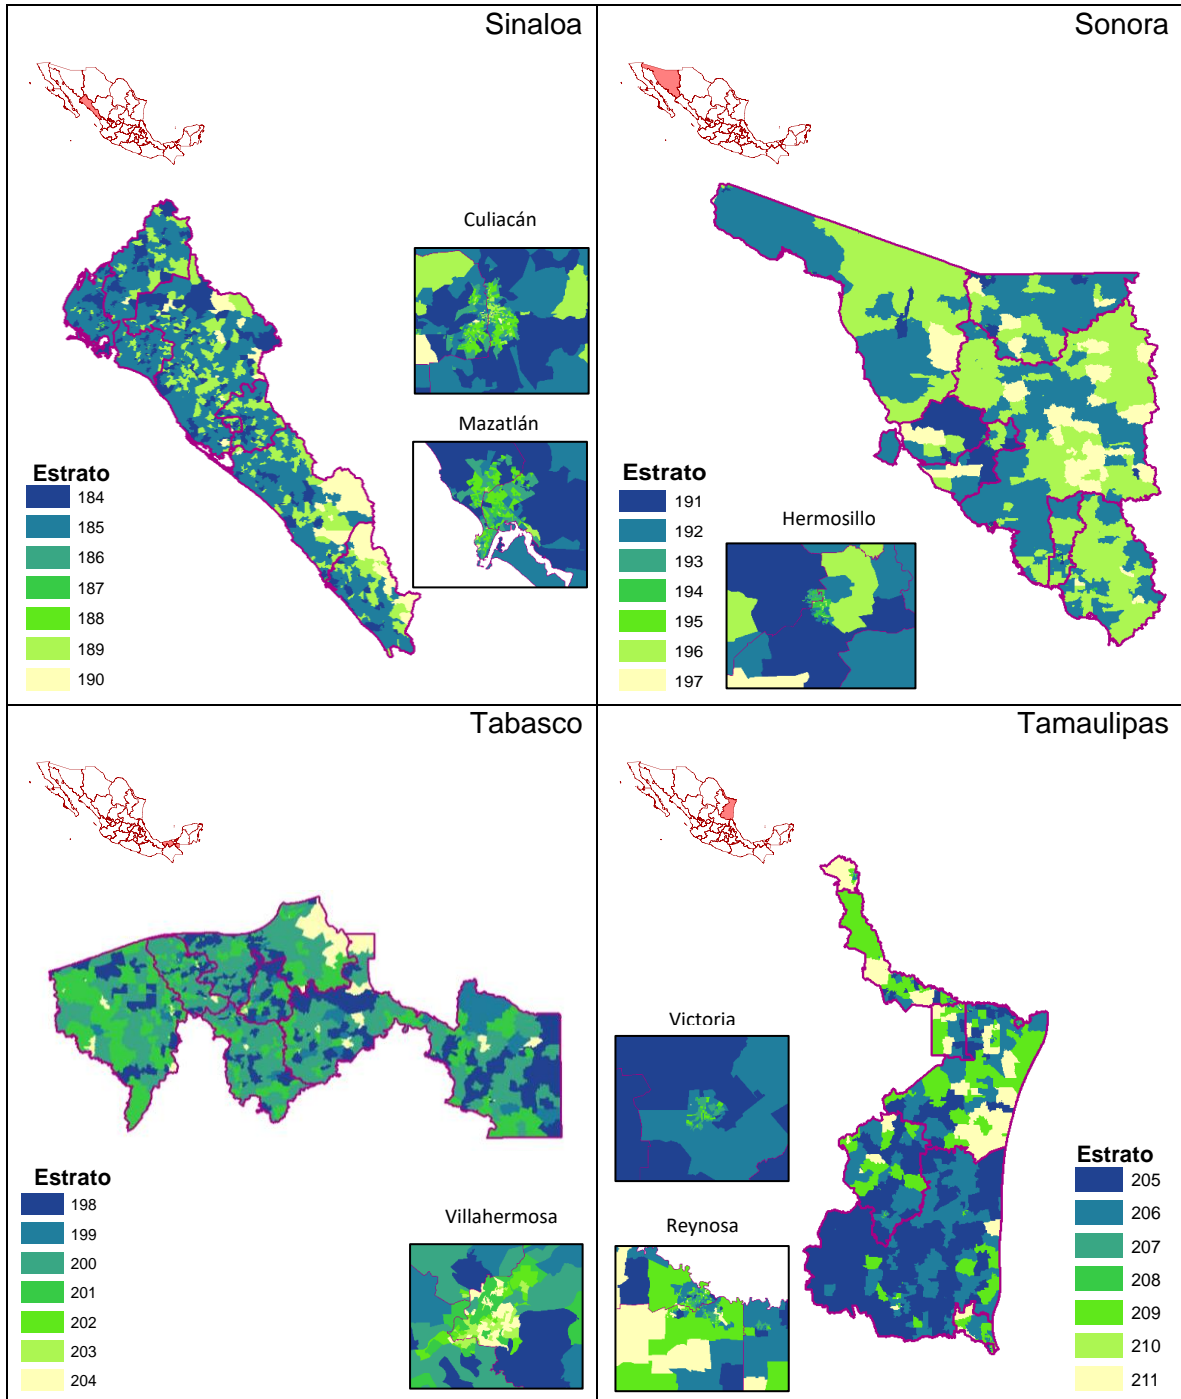 Sinaloa
Culiacán
Mazatlán
Estrato
184
185
186
187
188
189
190
Sonora
Estrato
191
192
193
194
195
196
197
Hermosillo
Tabasco
Estrato
198
199
200
201
202
203
204
Villahermosa
Tamaulipas
Victoria
Reynosa
Estrato
205
206
207
208
209
210
211